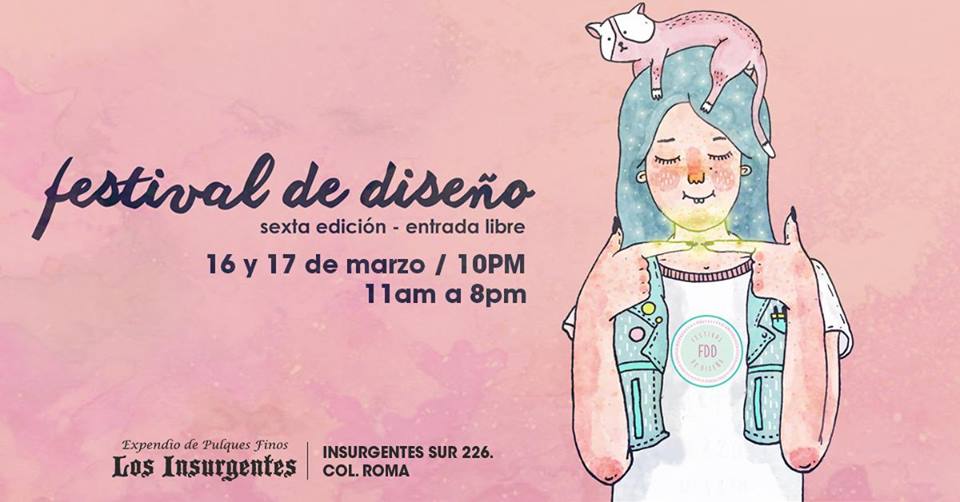 festival de diseño
sexta edición - entrada libre
16 y 17 de marzo / 10PM
11am a 8pm
FESTIVAL
FDD
DE DISEÑO
Expendio de Pulques Finos
Los Insurgentes
INSURGENTES SUR 226.
COL. ROMA